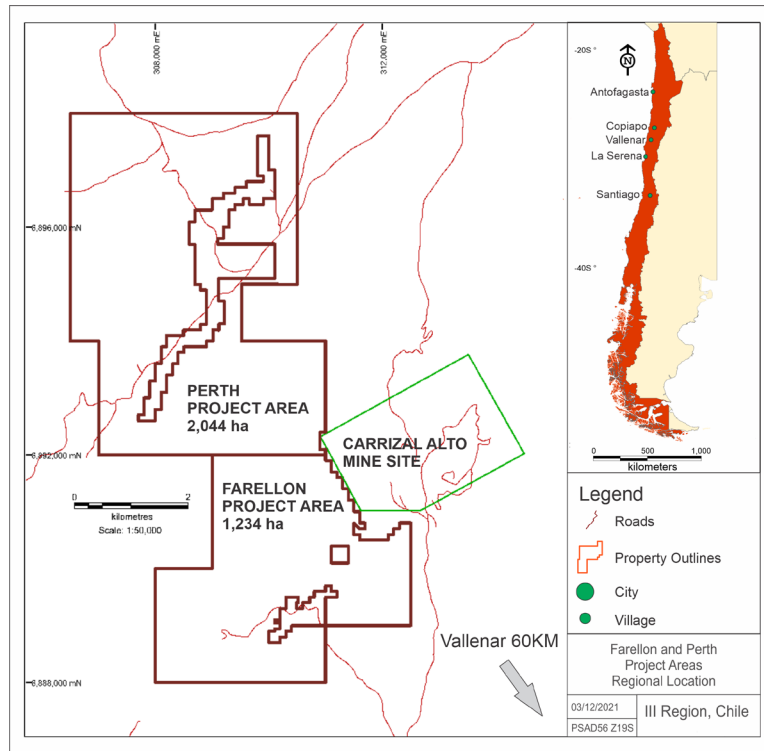 308,000 mE
312,000 mE
6,896,000 mN
6,892,000 mN
6,888,000 mN
PERTH
PROJECT AREA
2,044 ha
CARRIZAL ALTO
MINE SITE
FARELLON
PROJECT AREA
1,234 ha
0
2
kilometres
Scale: 1:50,000
Vallenar 60KM
-20S °
N
Antofagasta
Copiapo
Vallenar
La Serena
Santiago
-40S °
0 500 1,000
kilometers
Legend
Roads
Property Outlines
City
Village
Farellon and Perth
Project Areas
Regional Location
03/12/2021
PSAD56 Z19S
III Region, Chile